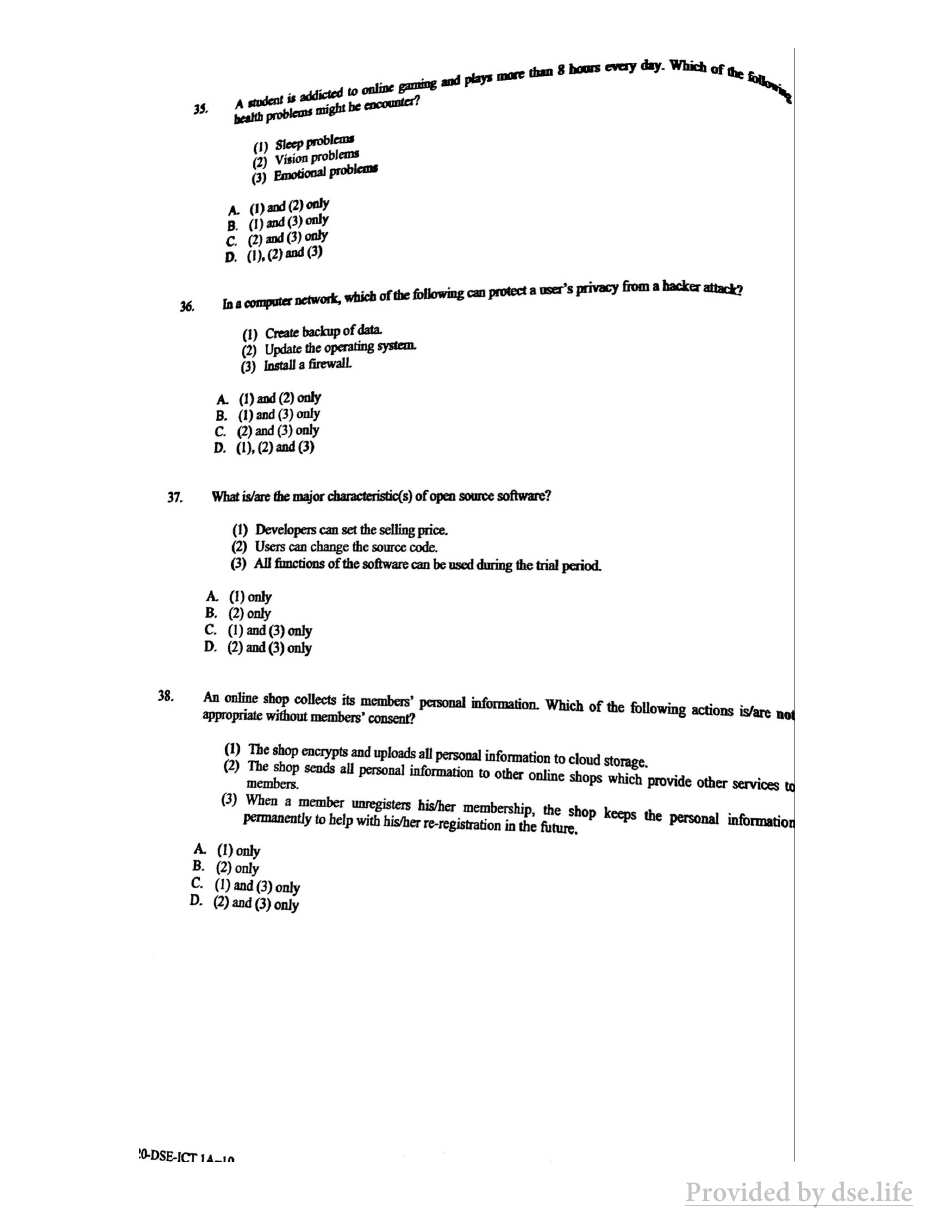 35. A student is addicted to online gaming and plays more than 8 hours every day. Which of the following
health problems might be encounter?
(1) Sleep problems
(2) Vision problems
(3) Emotional problems
A. (1) and (2) only
B. (1) and (3) only
C. (2) and (3) only
D. (1), (2) and (3)
36. In a computer network, which of the following can protect a user's privacy from a hacker attack?
(1) Create backup of data.
(2) Update the operating system.
(3) Install a firewall.
A. (1) and (2) only
B. (1) and (3) only
C. (2) and (3) only
D. (1), (2) and (3)
37. What is/are the major characteristic(s) of open source software?
(1) Developers can set the selling price.
(2) Users can change the source code.
(3) All functions of the software can be used during the trial period.
A. (1) only
B. (2) only
C. (1) and (3) only
D. (2) and (3) only
38. An online shop collects its members' personal information. Which of the following actions is/are not
appropriate without members' consent?
(1) The shop encrypts and uploads all personal information to cloud storage.
(2) The shop sends all personal information to other online shops which provide other services to
members.
(3) When a member unregisters his/her membership, the shop keeps the personal information
permanently to help with his/her re-registration in the future.
A. (1) only
B. (2) only
C. (1) and (3) only
D. (2) and (3) only
0-DSE-ICT 1A–10
Provided by dse.life